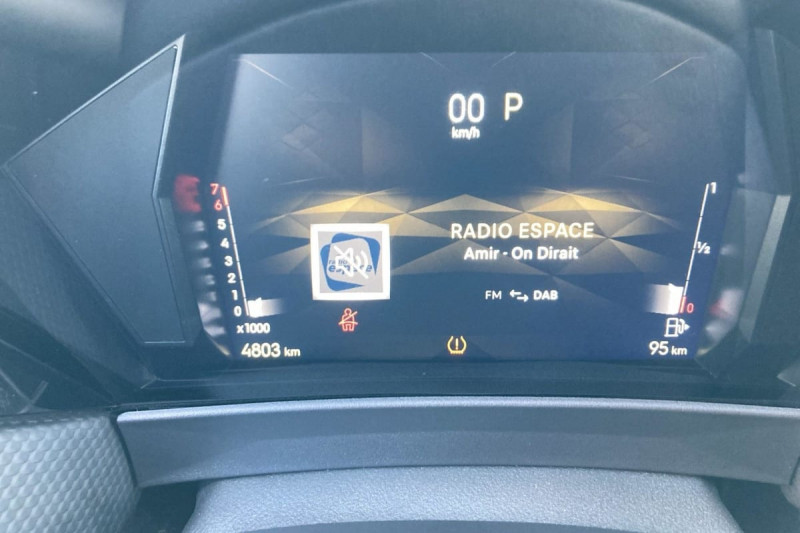 00 P
km/h
7
6
5
4
3
2
1
0
x1000
4803 km
RADIO ESPACE
Amir - On Dirait
FM DAB
1
½
0
95 km